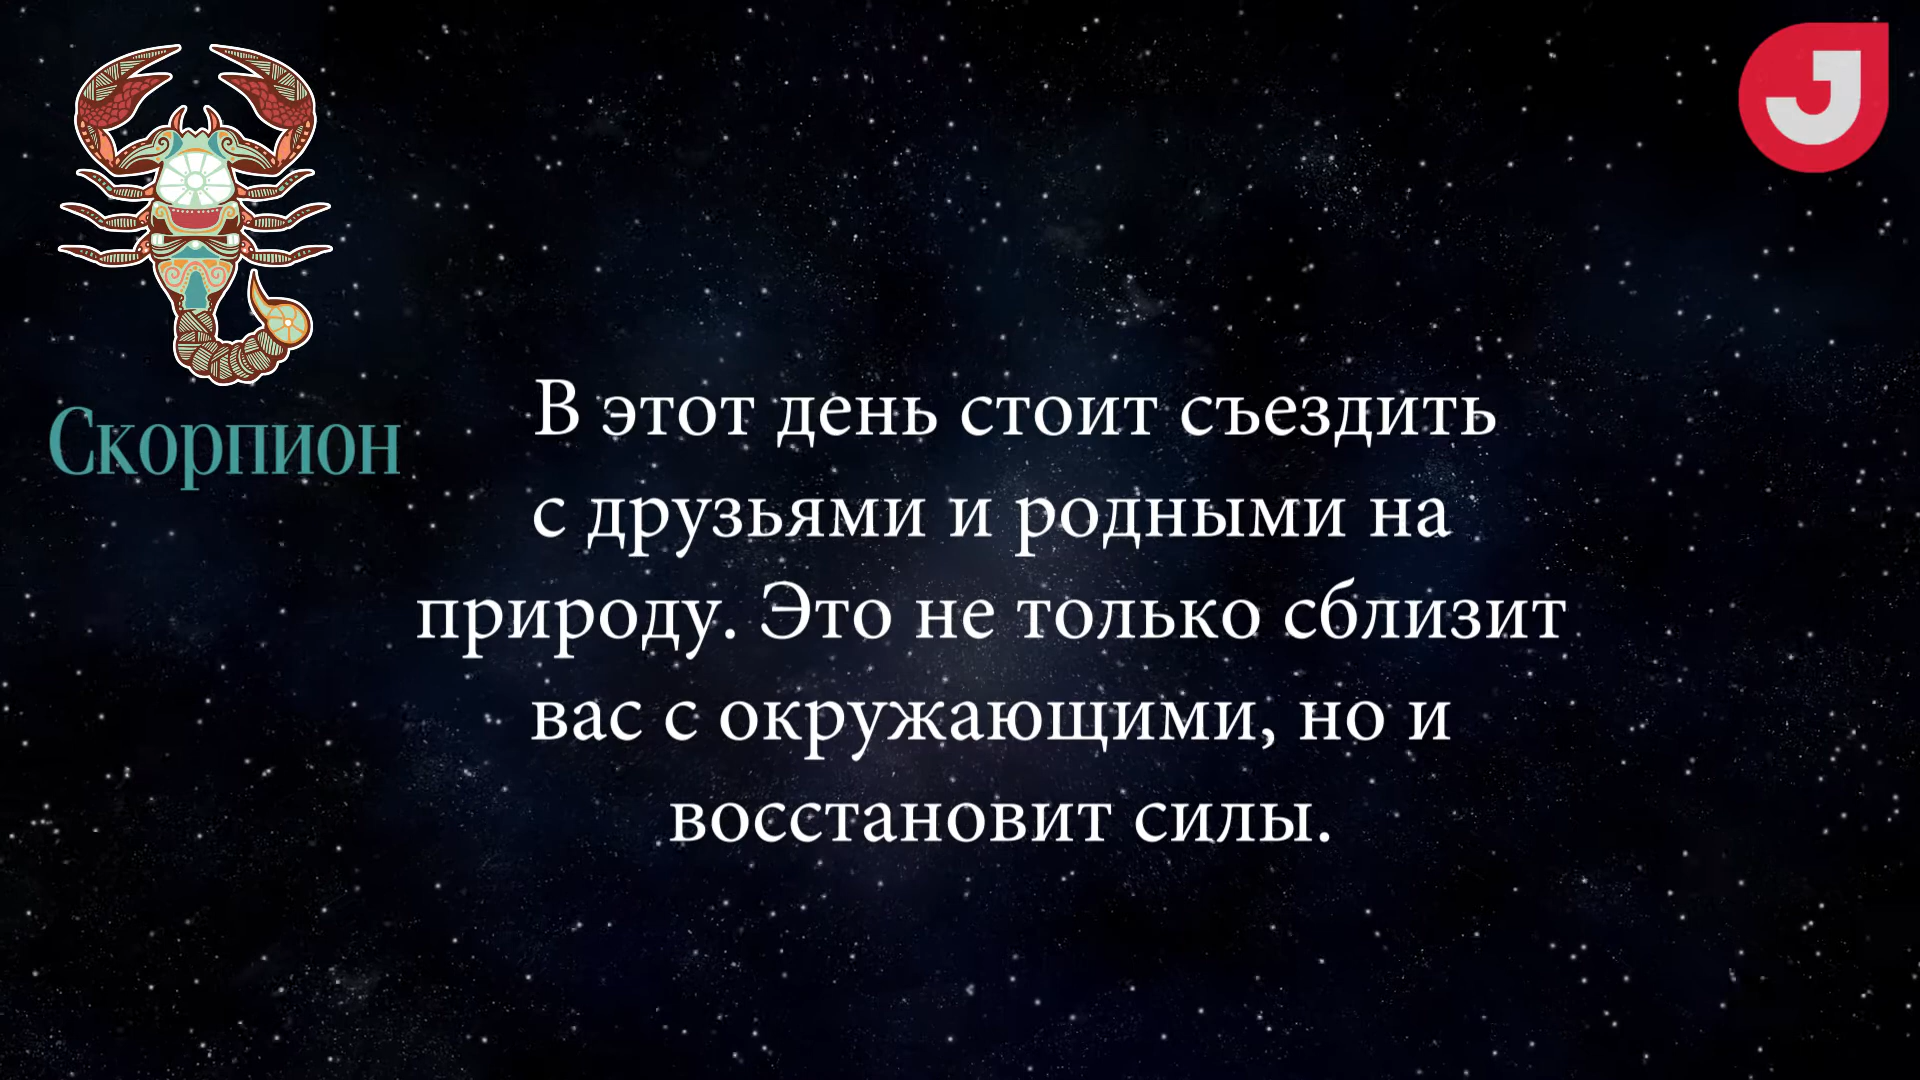 J
Скорпион
В этот день стоит съездить
с друзьями и родными на
природу. Это не только сблизит
вас с окружающими, но и
восстановит силы.